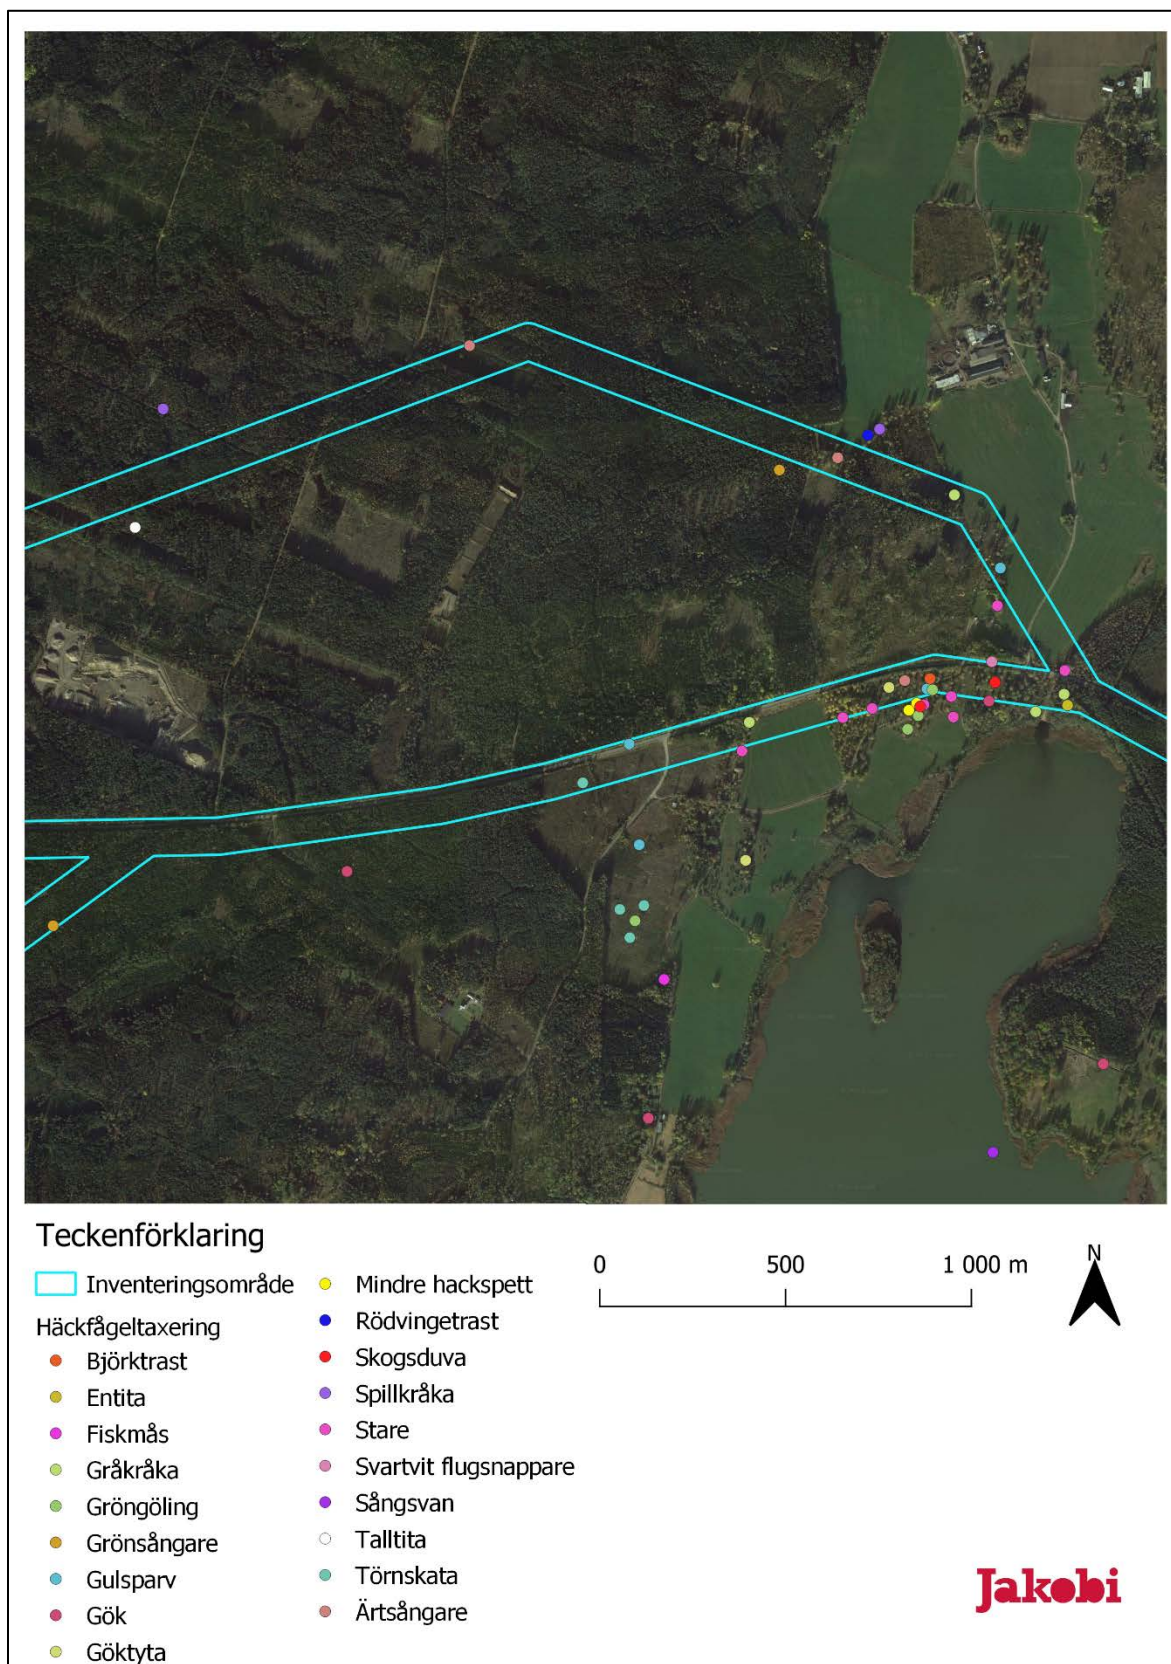 Teckenförklaring
Inventeringsområde
Häckfågeltaxering
Björktrast
Entita
Fiskmås
Gråkråka
Gröngöling
Grönsångare
Gulsparv
Gök
Göktyta
Mindre hackspett
Rödvingetrast
Skogsduva
Spillkråka
Stare
Svartvit flugsnappare
Sångsvan
Talltita
Törnskata
Ärtsångare
0 500 1 000 m
N
Jakobi